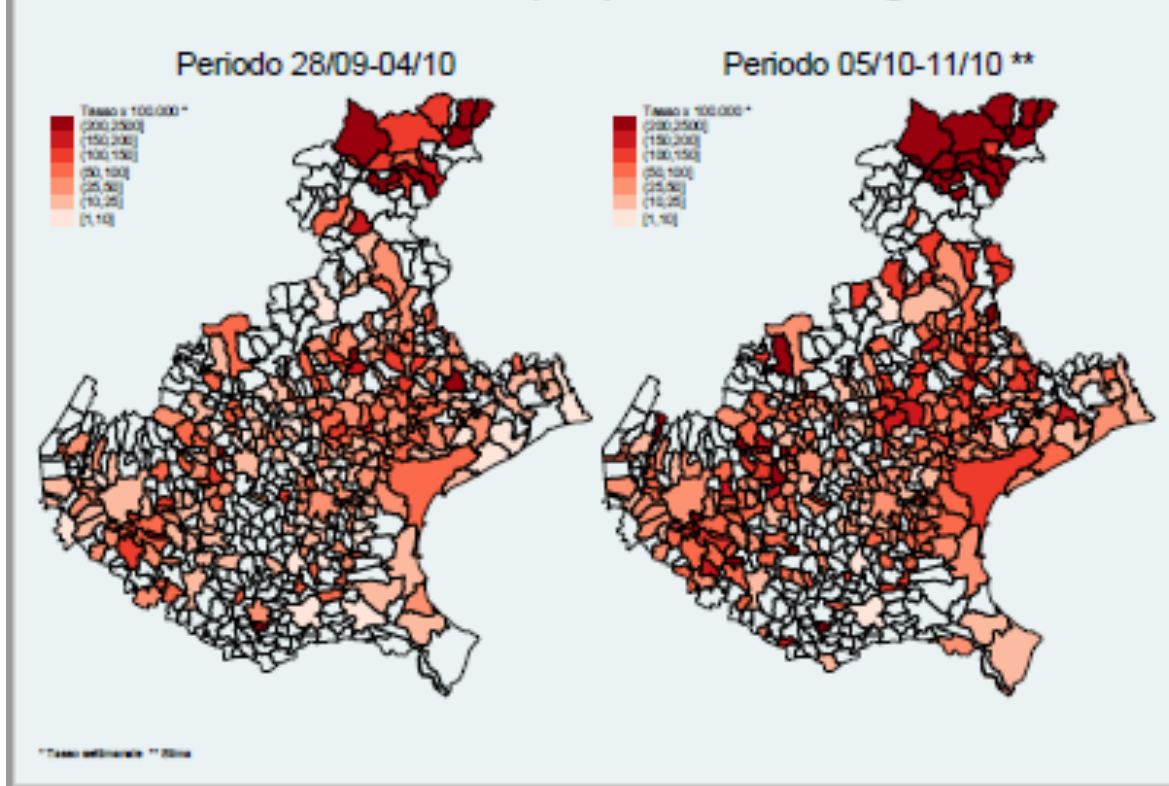 Periodo 28/09-04/10
Periodo 05/10-11/10 **
Tasso x 100.000 *
(200,2500]
(150,200]
(100,150]
(50,100]
(25,50]
(10,25]
[1,10]
Tasso x 100.000 *
(200,2500]
(150,200]
(100,150]
(50,100]
(25,50]
(10,25]
[1,10]
* Tasso settimanale ** Stima